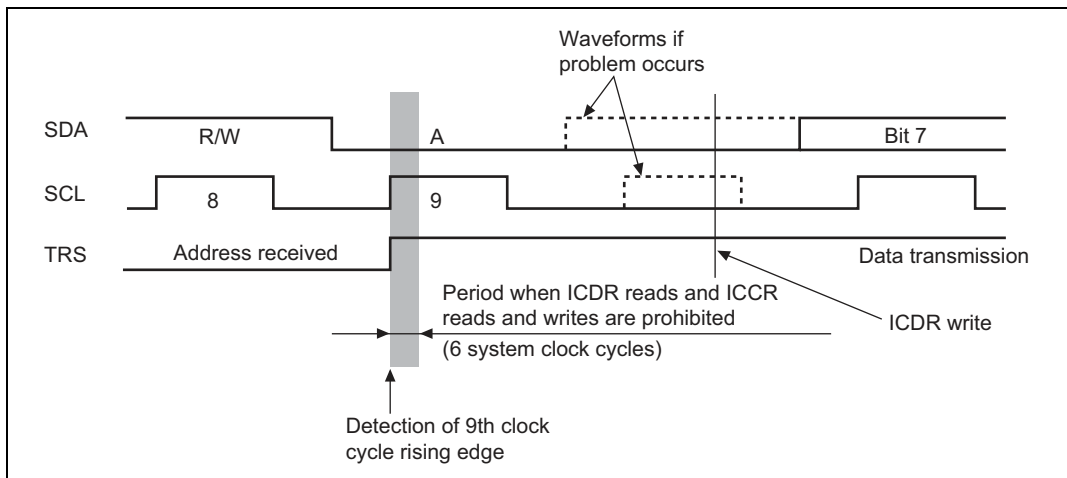 Waveforms if
problem occurs
SDA
R/W
A
Bit 7
SCL
8
9
TRS
Address received
Data transmission
Period when ICDR reads and ICCR
reads and writes are prohibited
(6 system clock cycles)
ICDR write
Detection of 9th clock
cycle rising edge